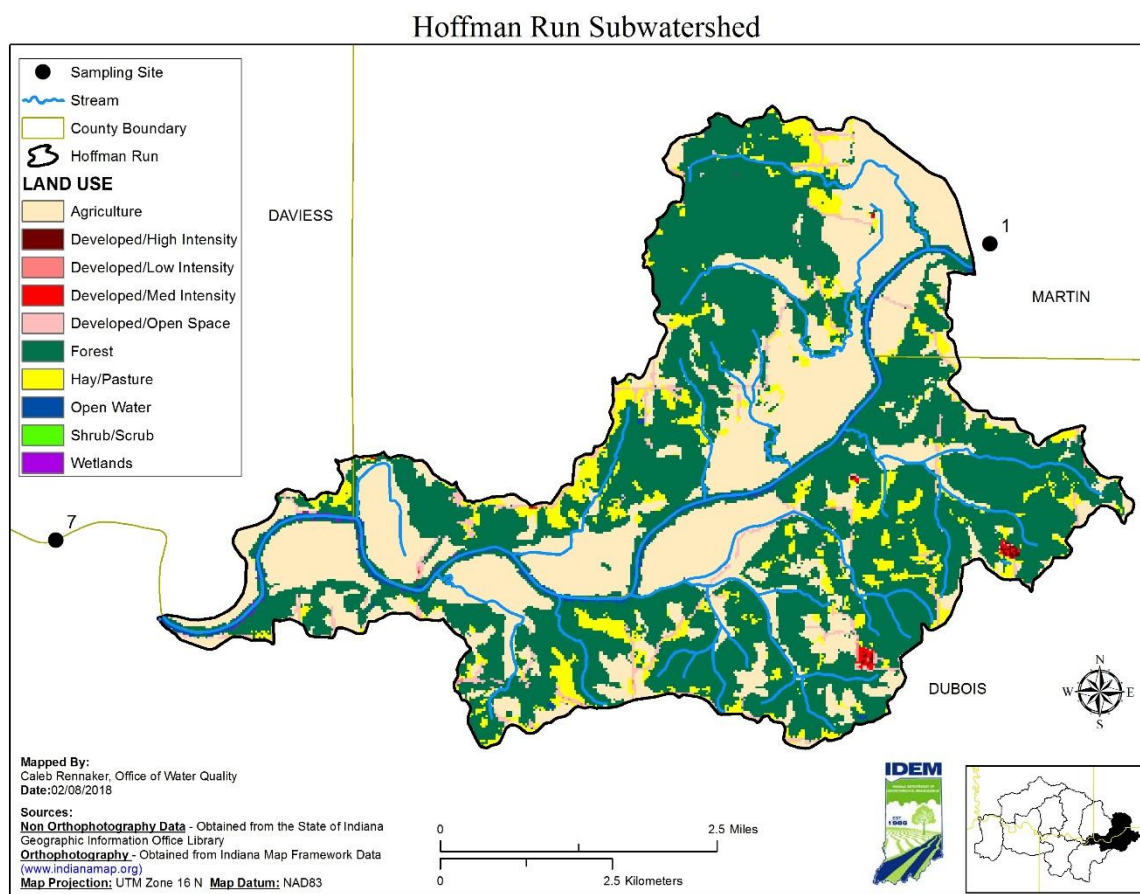 Hoffman Run Subwatershed
Sampling Site
Stream
County Boundary
Hoffman Run
LAND USE
Agriculture
Developed/High Intensity
Developed/Low Intensity
Developed/Med Intensity
Developed/Open Space
Forest
Hay/Pasture
Open Water
Shrub/Scrub
Wetlands
DAVIESS
1
MARTIN
7
DUBOIS
N
W E
S
Mapped By:
Caleb Rennaker, Office of Water Quality
Date:02/08/2018
Sources:
Non Orthophotography Data - Obtained from the State of Indiana
Geographic Information Office Library
Orthophotography - Obtained from Indiana Map Framework Data
(www.indianamap.org)
Map Projection: UTM Zone 16 N Map Datum: NAD83
0 2.5 Miles
0 2.5 Kilometers
IDEM
EST.
1986